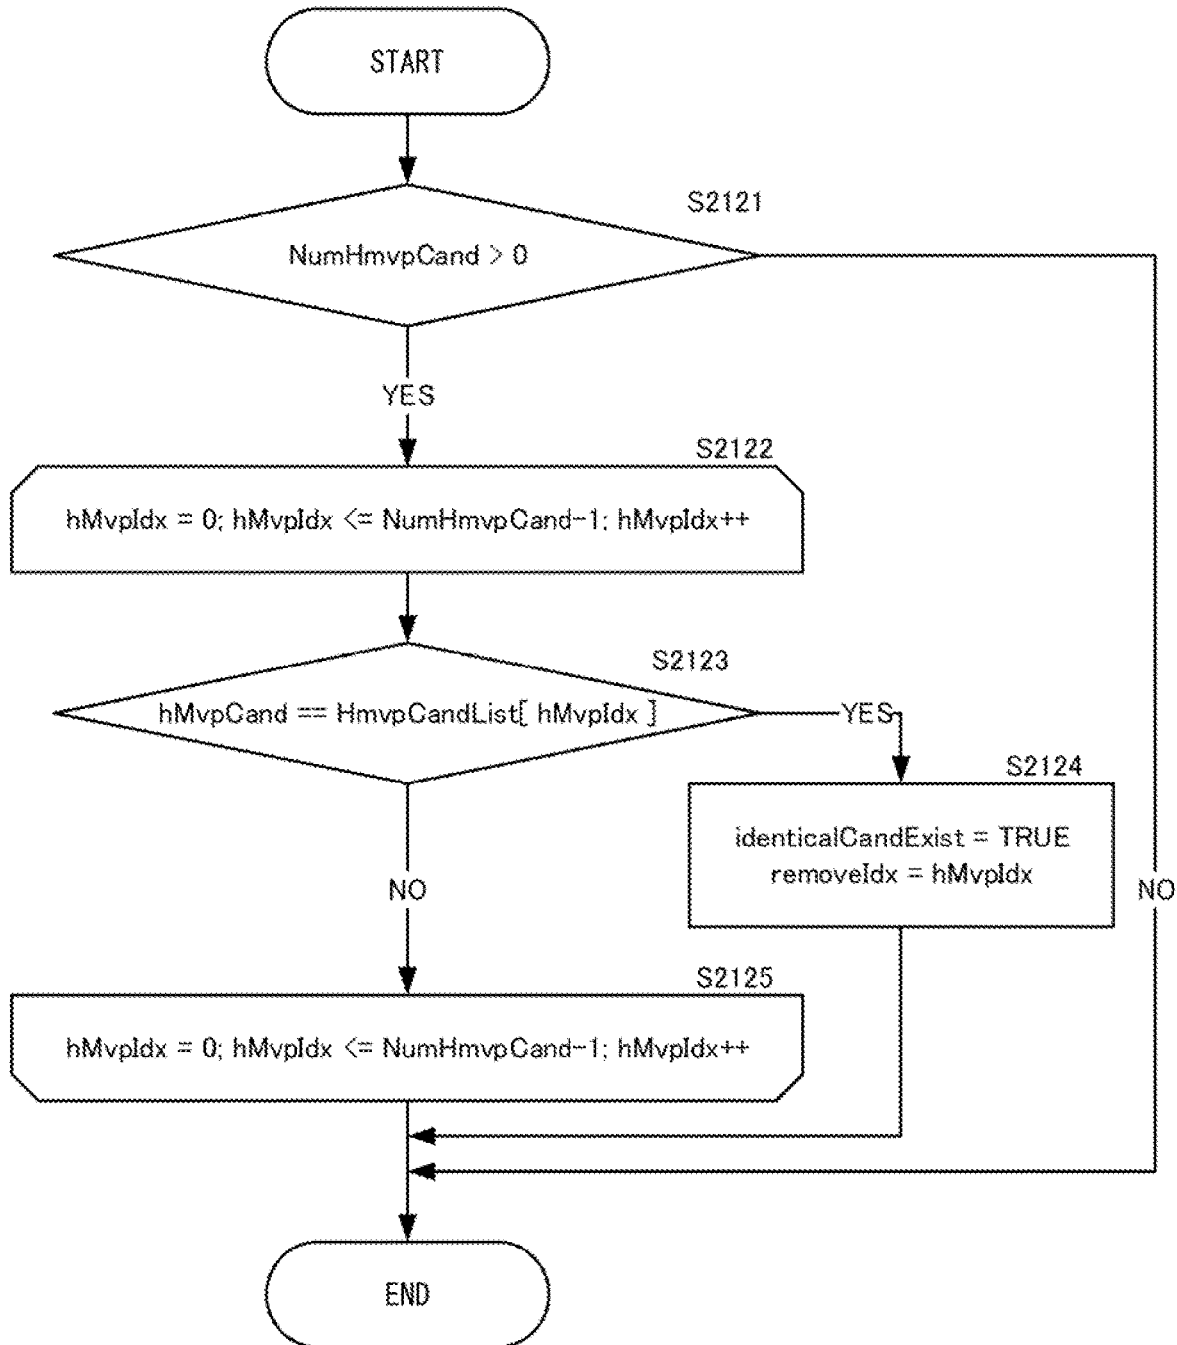 START
S2121
NumHmvpCand > 0
YES
S2122
hMvpIdx = 0; hMvpIdx <= NumHmvpCand-1; hMvpIdx++
S2123
hMvpCand == HmvpCandList[ hMvpIdx ]
YES
S2124
identicalCandExist = TRUE
removeIdx = hMvpIdx
NO
NO
S2125
hMvpIdx = 0; hMvpIdx <= NumHmvpCand-1; hMvpIdx++
END